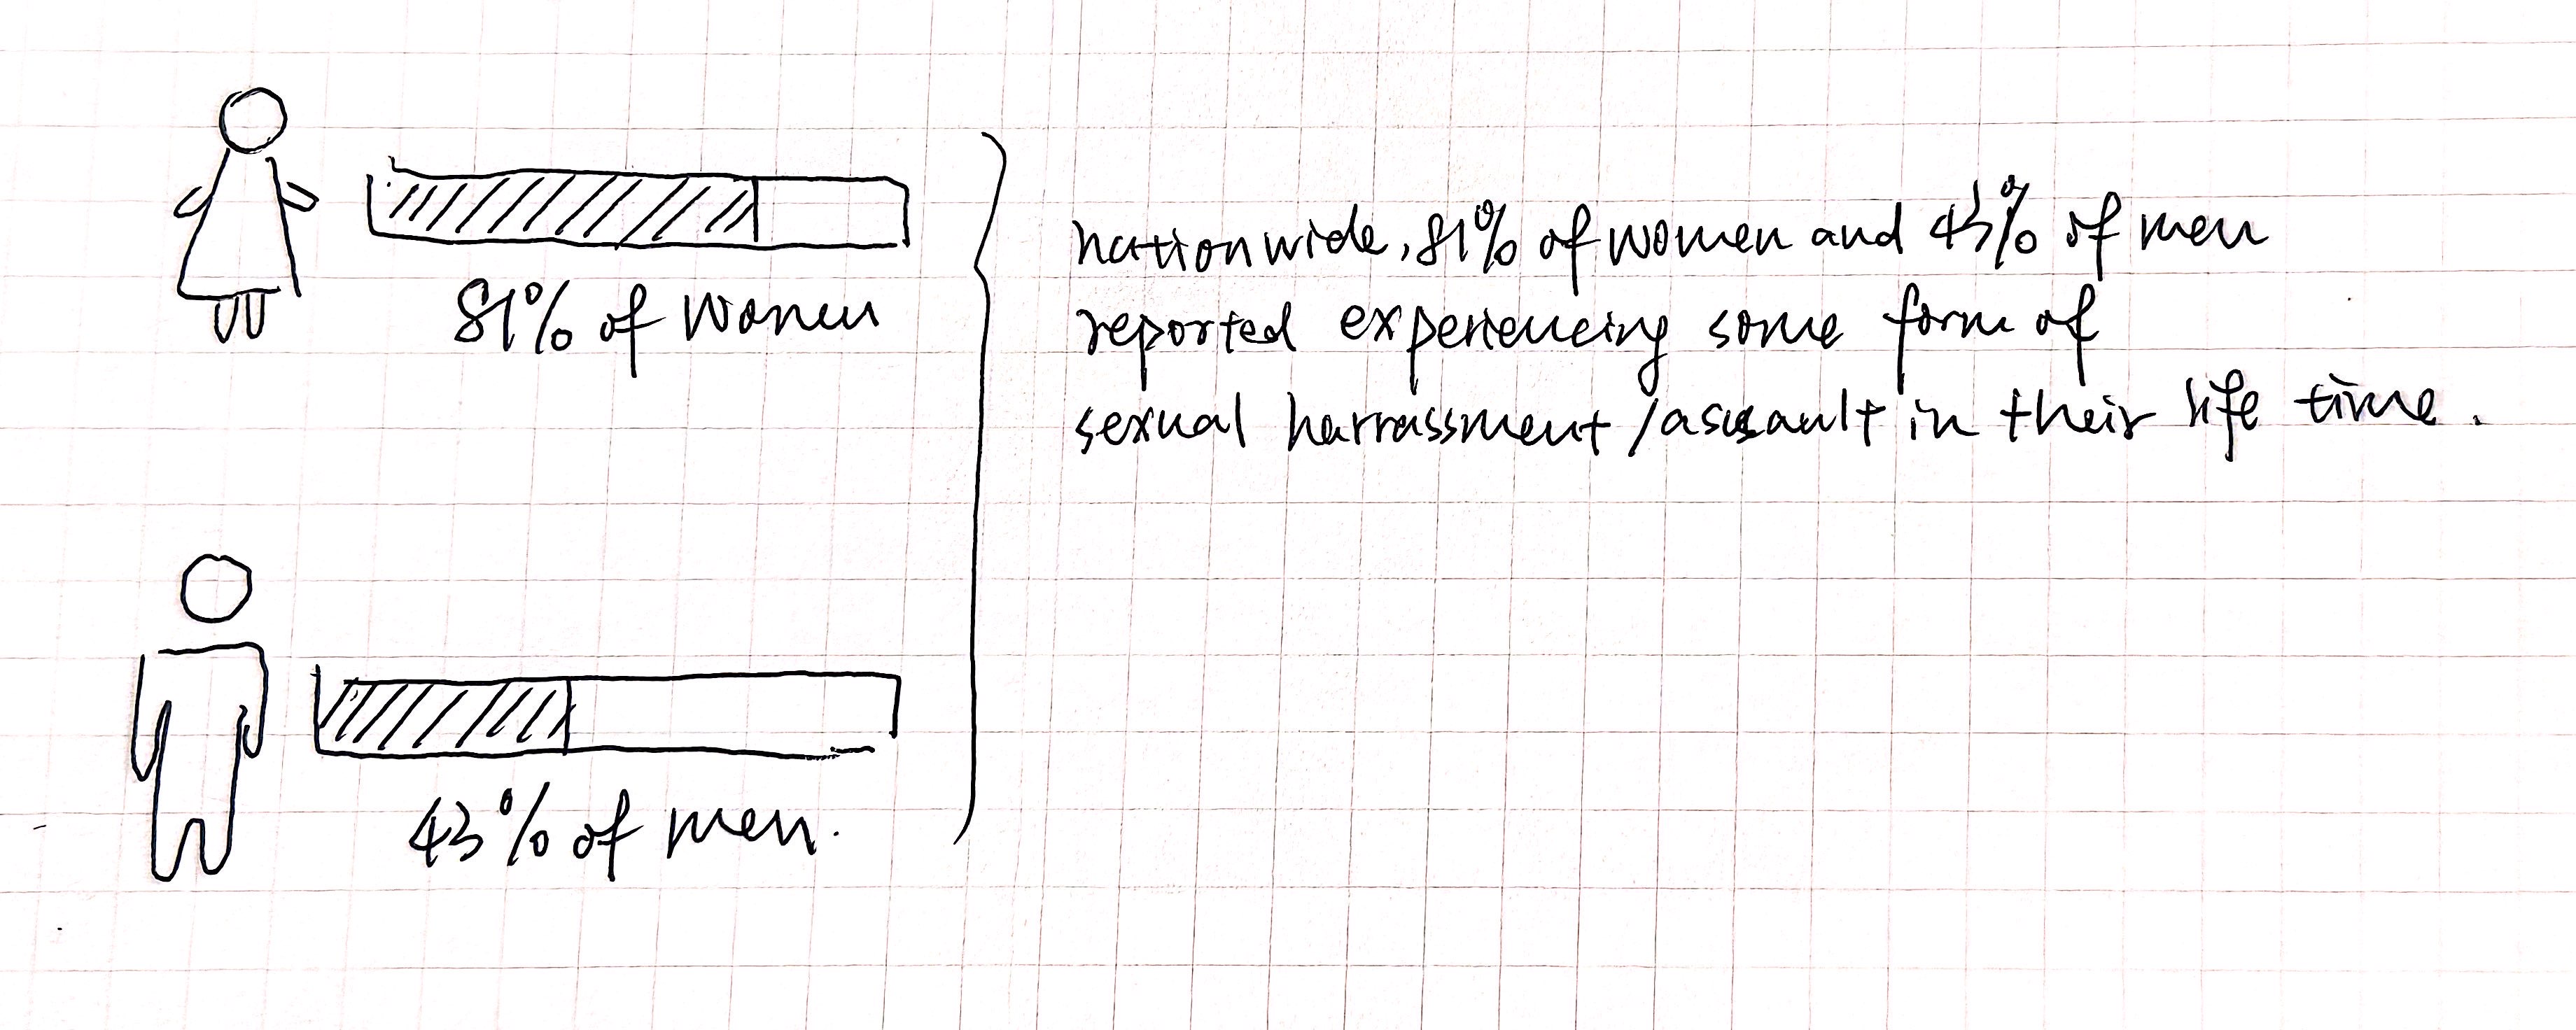 81% of women
43% of men.
nationwide, 81% of women and 43% of men
reported experiencing some form of
sexual harrassment /assault in their life time.